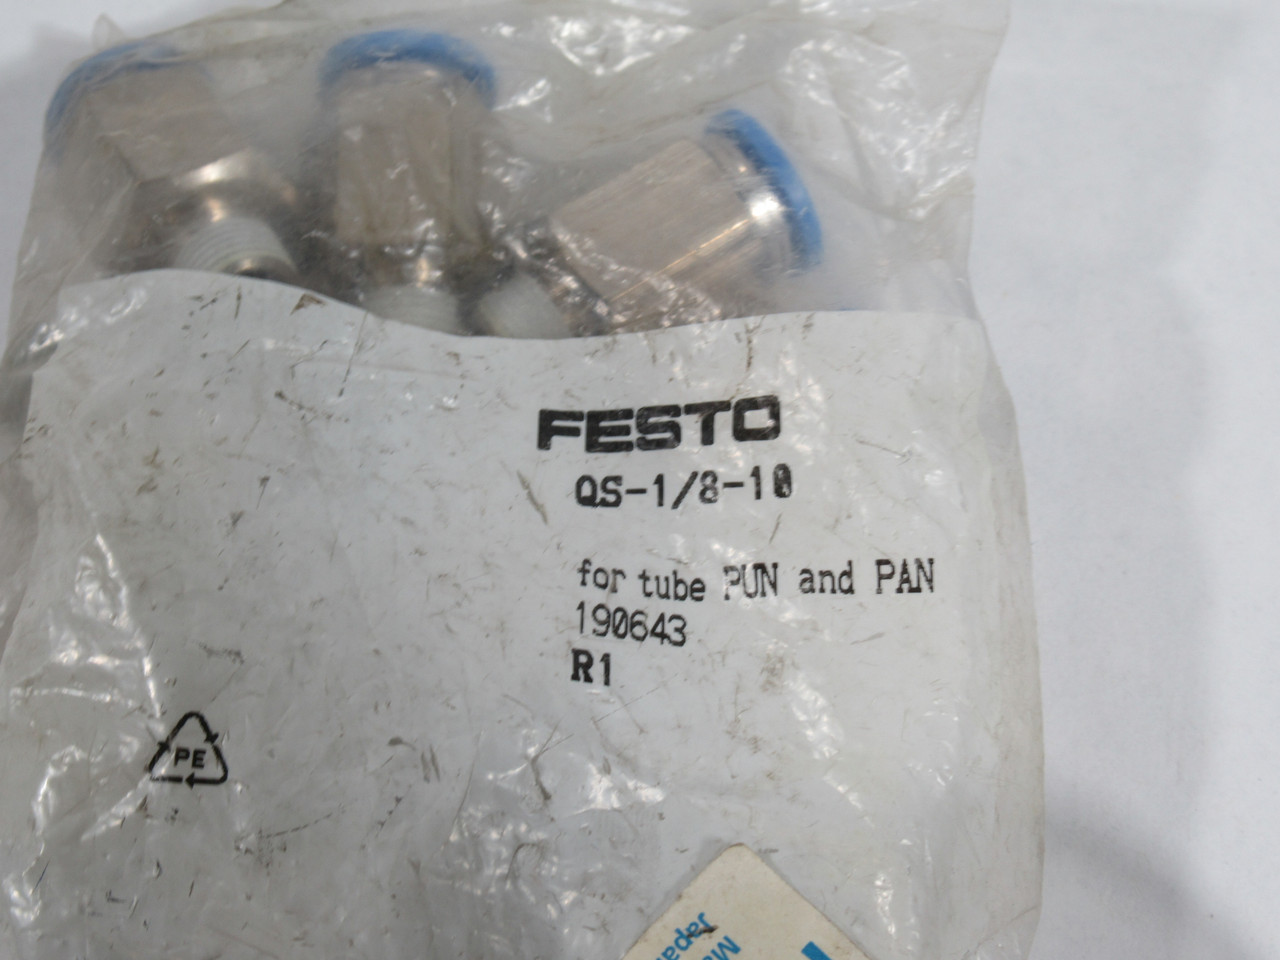 FESTO
QS-1/8-10
for tube PUN and PAN
190643
R1
PE